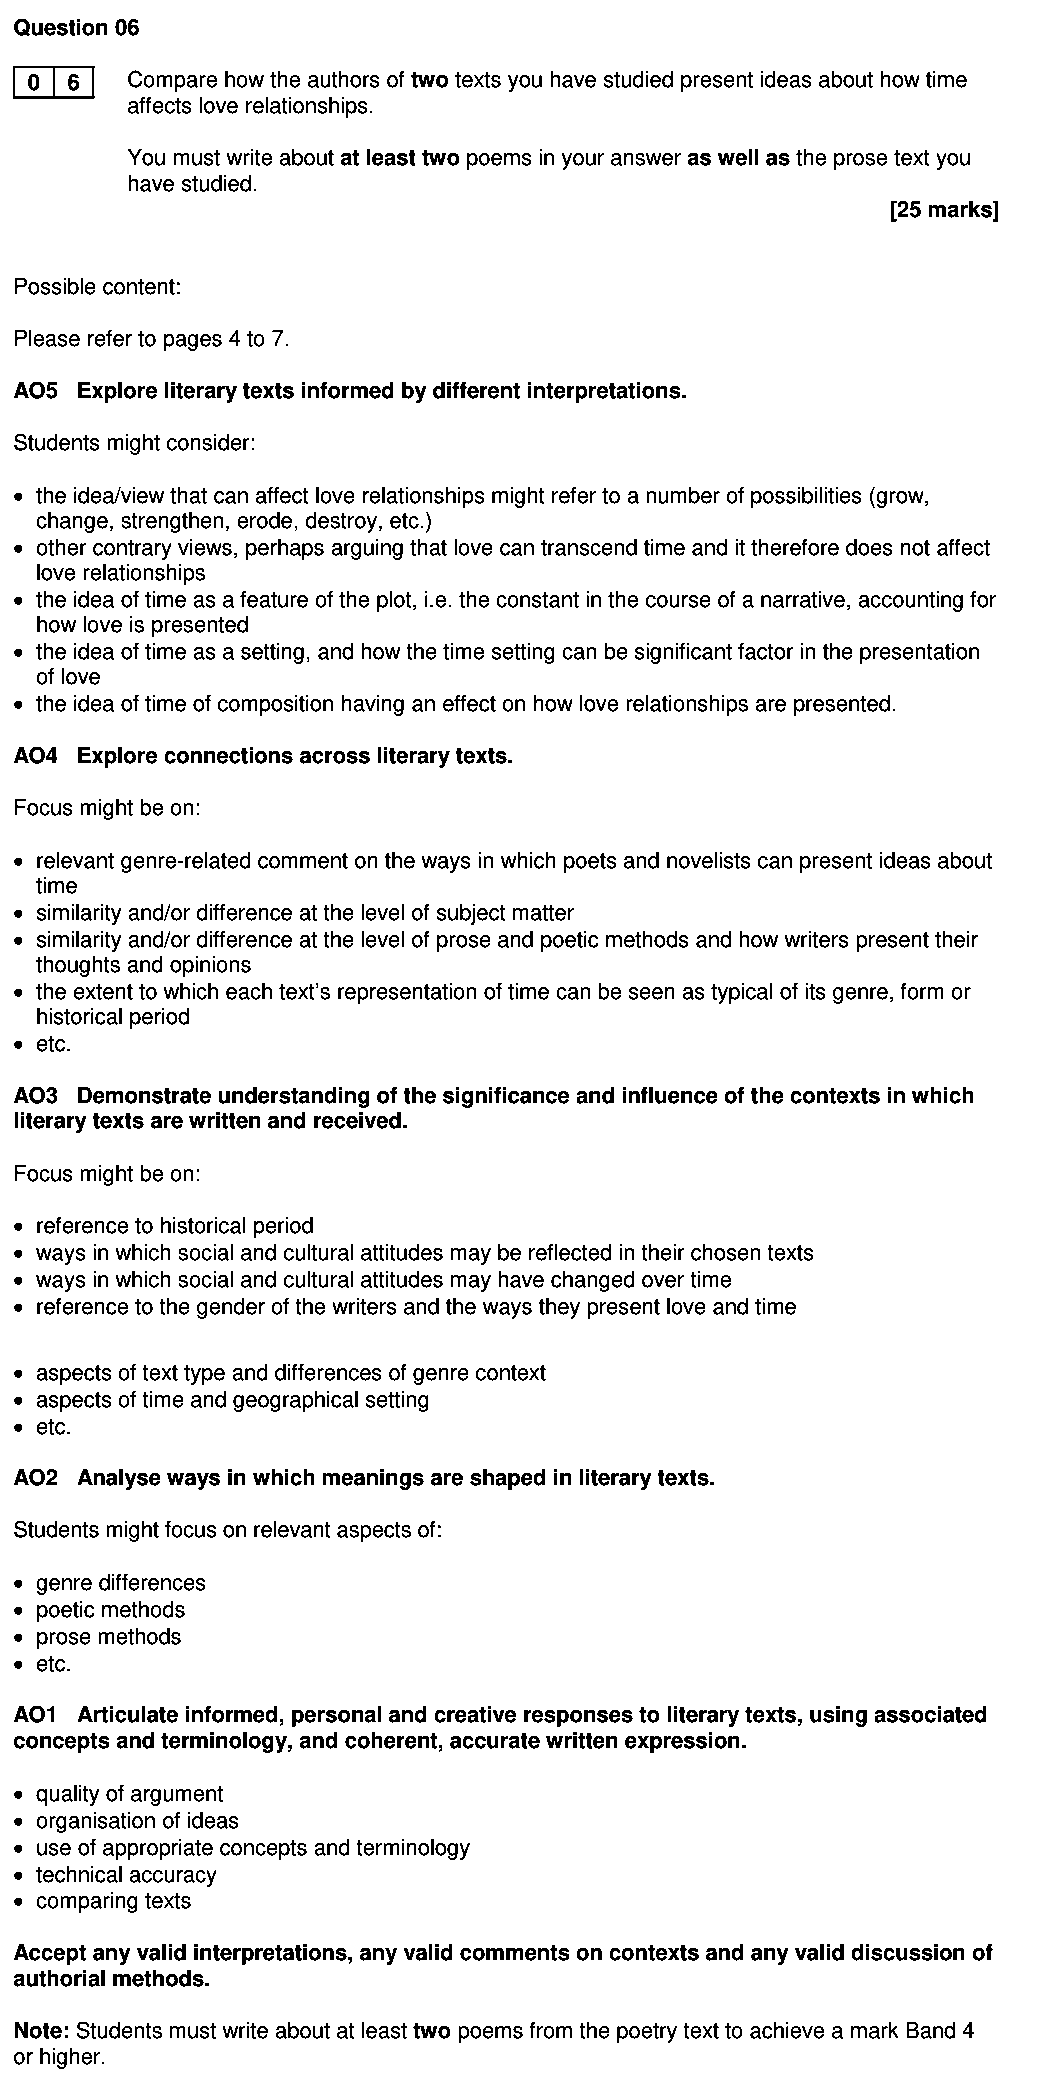 Question 06
0 6 Compare how the authors of two texts you have studied present ideas about how time
affects love relationships.
You must write about at least two poems in your answer as well as the prose text you
have studied.
[25 marks]
Possible content:
Please refer to pages 4 to 7.
AO5 Explore literary texts informed by different interpretations.
Students might consider:
• the idea/view that can affect love relationships might refer to a number of possibilities (grow,
change, strengthen, erode, destroy, etc.)
• other contrary views, perhaps arguing that love can transcend time and it therefore does not affect
love relationships
• the idea of time as a feature of the plot, i.e. the constant in the course of a narrative, accounting for
how love is presented
• the idea of time as a setting, and how the time setting can be significant factor in the presentation
of love
• the idea of time of composition having an effect on how love relationships are presented.
AO4 Explore connections across literary texts.
Focus might be on:
• relevant genre-related comment on the ways in which poets and novelists can present ideas about
time
• similarity and/or difference at the level of subject matter
• similarity and/or difference at the level of prose and poetic methods and how writers present their
thoughts and opinions
• the extent to which each text's representation of time can be seen as typical of its genre, form or
historical period
• etc.
AO3 Demonstrate understanding of the significance and influence of the contexts in which
literary texts are written and received.
Focus might be on:
• reference to historical period
• ways in which social and cultural attitudes may be reflected in their chosen texts
• ways in which social and cultural attitudes may have changed over time
• reference to the gender of the writers and the ways they present love and time
• aspects of text type and differences of genre context
• aspects of time and geographical setting
• etc.
AO2 Analyse ways in which meanings are shaped in literary texts.
Students might focus on relevant aspects of:
• genre differences
• poetic methods
• prose methods
• etc.
AO1 Articulate informed, personal and creative responses to literary texts, using associated
concepts and terminology, and coherent, accurate written expression.
• quality of argument
• organisation of ideas
• use of appropriate concepts and terminology
• technical accuracy
• comparing texts
Accept any valid interpretations, any valid comments on contexts and any valid discussion of
authorial methods.
Note: Students must write about at least two poems from the poetry text to achieve a mark Band 4
or higher.